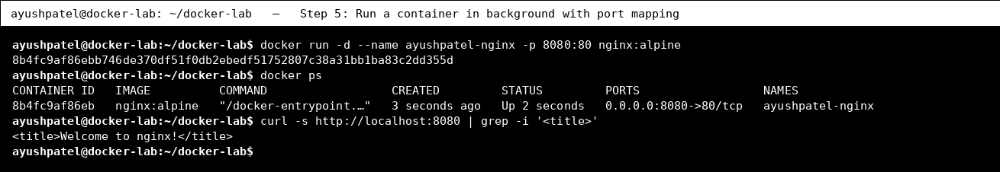 ayushpatel@docker-lab: ~/docker-lab — Step 5: Run a container in background with port mapping
ayushpatel@docker-lab:~/docker-lab$ docker run -d --name ayushpatel-nginx -p 8080:80 nginx:alpine
8b4fc9af86ebb746de370df51f0db2ebedf51752807c38a31bb1ba83c2dd355d
ayushpatel@docker-lab:~/docker-lab$ docker ps
CONTAINER ID   IMAGE          COMMAND                  CREATED         STATUS         PORTS                  NAMES
8b4fc9af86eb   nginx:alpine   "/docker-entrypoint.…"   3 seconds ago   Up 2 seconds   0.0.0.0:8080->80/tcp   ayushpatel-nginx
ayushpatel@docker-lab:~/docker-lab$ curl -s http://localhost:8080 | grep -i '<title>'
<title>Welcome to nginx!</title>
ayushpatel@docker-lab:~/docker-lab$